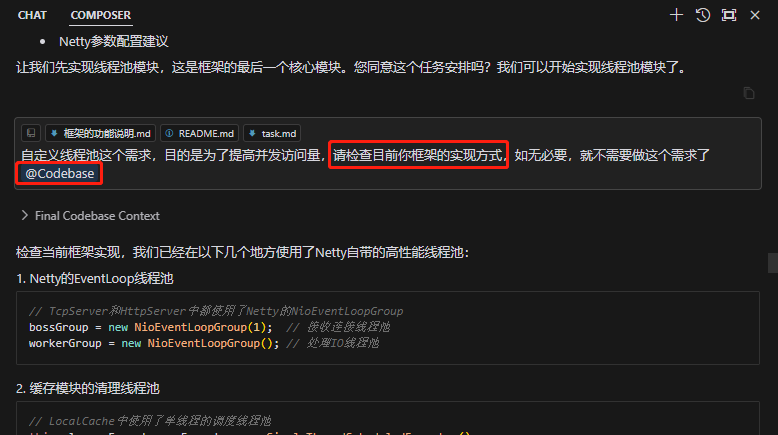 CHAT COMPOSER
Netty参数配置建议
让我们先实现线程池模块，这是框架的最后一个核心模块。您同意这个任务安排吗？我们可以开始实现线程池模块了。
框架的功能说明.md README.md task.md
自定义线程池这个需求，目的是为了提高并发访问量，请检查目前你框架的实现方式，如无必要，就不需要做这个需求了
@Codebase
Final Codebase Context
检查当前框架实现，我们已经在以下几个地方使用了Netty自带的高性能线程池：
1. Netty的EventLoop线程池
// TcpServer和HttpServer中都使用了Netty的NioEventLoopGroup
bossGroup = new NioEventLoopGroup(1); // 接收连接线程池
workerGroup = new NioEventLoopGroup(); // 处理IO线程池
2. 缓存模块的清理线程池
// LocalCache中使用了单线程的调度线程池